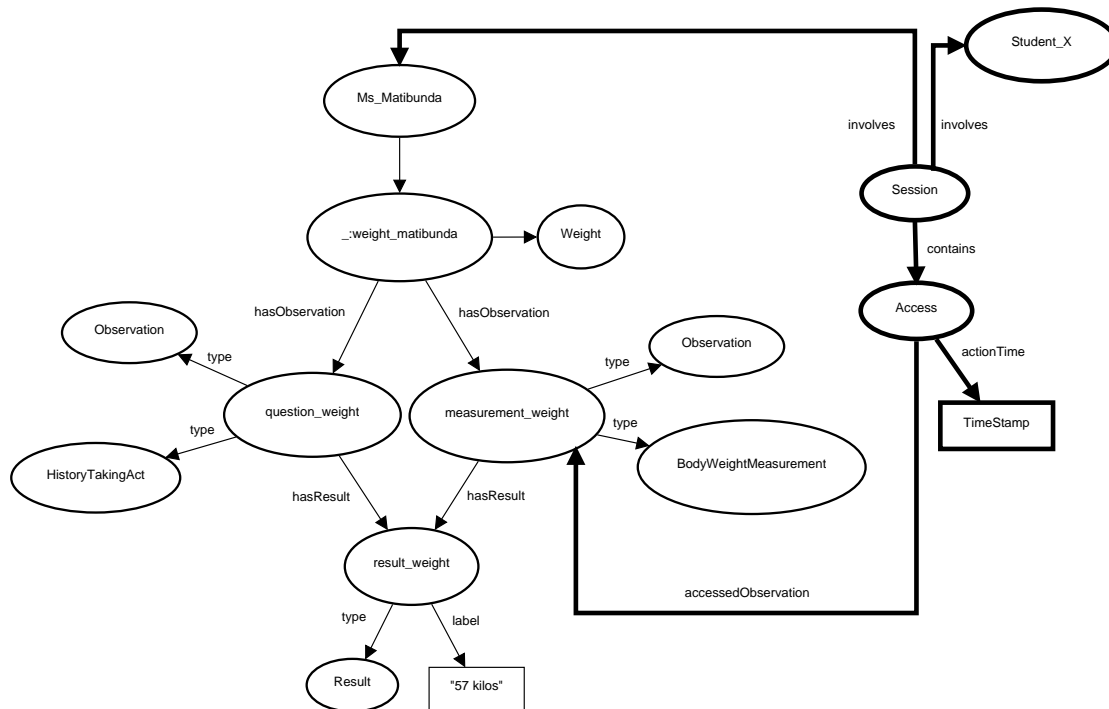 Student_X
Ms_Matibunda
involves
involves
Session
_:weight_matibunda
Weight
contains
Access
hasObservation
hasObservation
Observation
Observation
type
type
actionTime
question_weight
measurement_weight
type
type
TimeStamp
HistoryTakingAct
BodyWeightMeasurement
hasResult
hasResult
result_weight
accessedObservation
type
label
Result
"57 kilos"